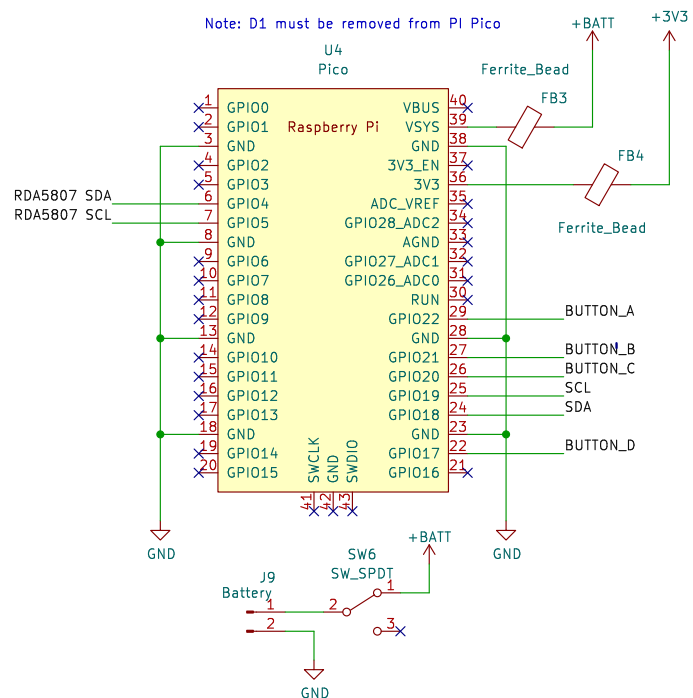 Note: D1 must be removed from PI Pico
+3V3
+BATT
U4
Pico
Ferrite_Bead
FB3
Raspberry Pi
1 GPIO0 VBUS 40
2 GPIO1 VSYS 39
3 GND GND 38
4 GPIO2 3V3_EN 37
FB4
5 GPIO3 3V3 36
RDA5807 SDA 6 GPIO4 ADC_VREF 35
RDA5807 SCL 7 GPIO5 GPIO28_ADC2 34
Ferrite_Bead
8 GND AGND 33
9 GPIO6 GPIO27_ADC1 32
10 GPIO7 GPIO26_ADC0 31
11 GPIO8 RUN 30
12 GPIO9 GPIO22 29 BUTTON_A
13 GND GND 28
14 GPIO10 GPIO21 27 BUTTON_B
15 GPIO11 GPIO20 26 BUTTON_C
16 GPIO12 GPIO19 25 SCL
17 GPIO13 GPIO18 24 SDA
18 GND GND 23
19 GPIO14 GPIO17 22 BUTTON_D
20 GPIO15 GPIO16 21
SWCLK GND SWDIO
41 42 43
GND GND
+BATT
SW6
SW_SPDT
J9
Battery
1 2 1
2 3
GND